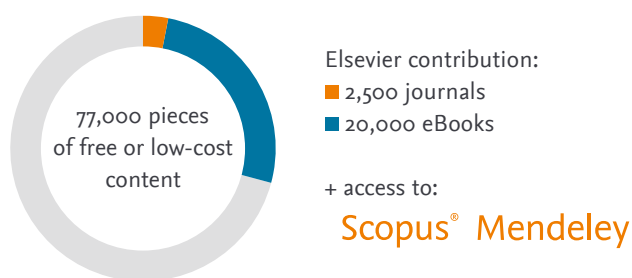 77,000 pieces
of free or low-cost
content
Elsevier contribution:
2,500 journals
20,000 eBooks
+ access to:
Scopus® Mendeley